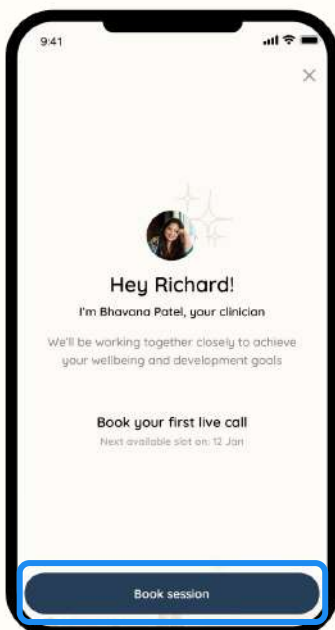 9:41
Hey Richard!
I'm Bhavana Patel, your clinician
We'll be working together closely to achieve
your wellbeing and development goals
Book your first live call
Next available slot on: 12 Jan
Book session